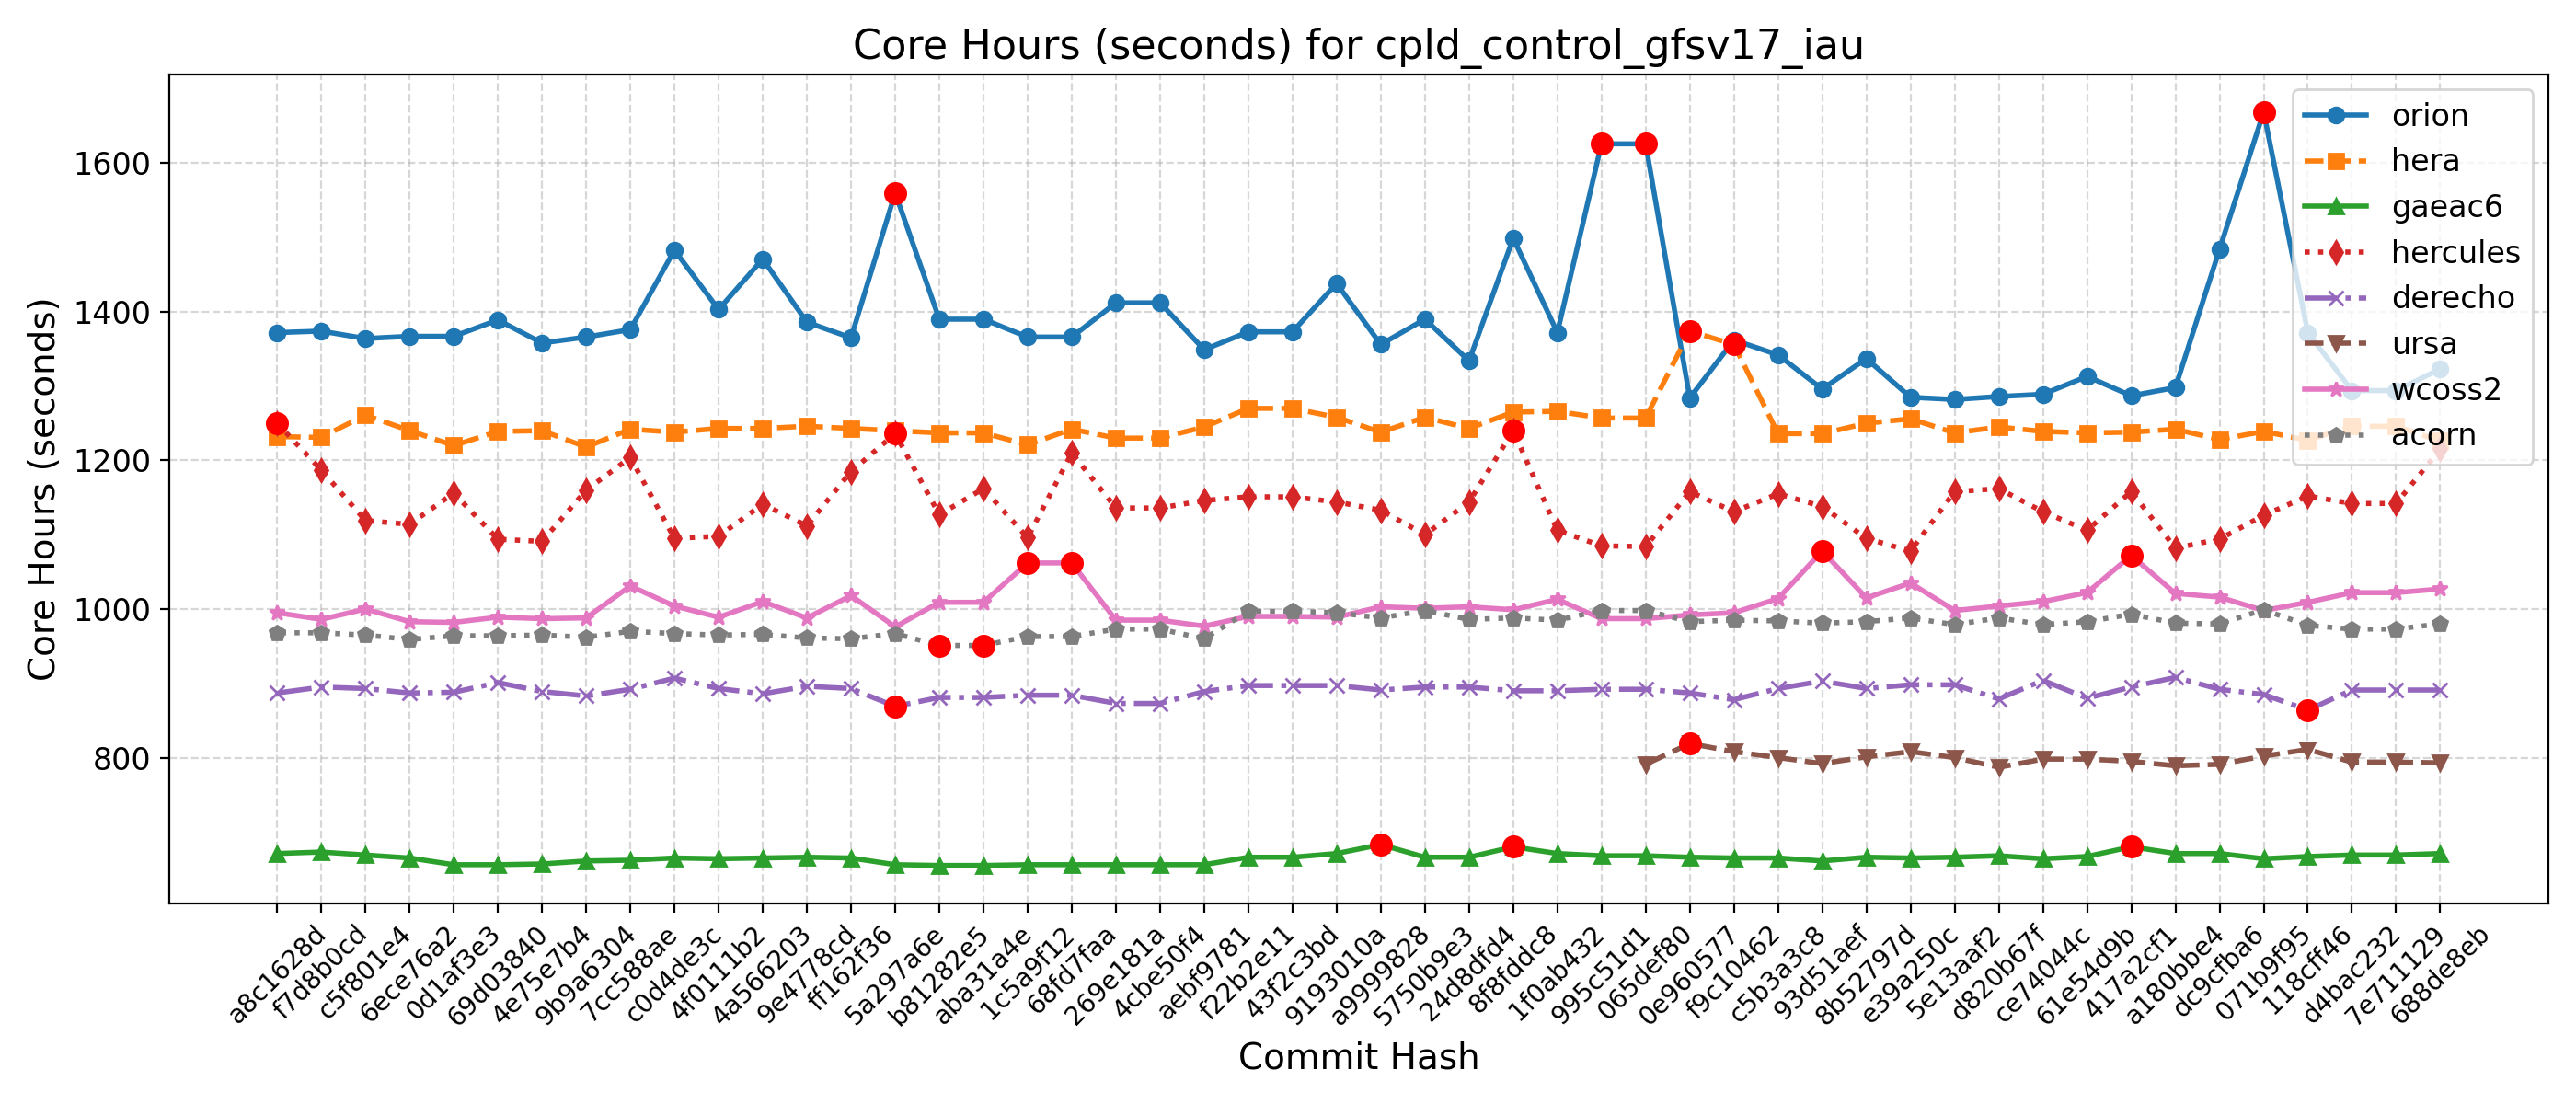 Core Hours (seconds) for cpld_control_gfsv17_iau
Core Hours (seconds)
1600
1400
1200
1000
800
orion
hera
gaeac6
hercules
derecho
ursa
wcoss2
acorn
a8c1628d
f7d8b0cd
c5f801e4
6ece76a2
0d1af3e3
69d03840
4e75e7b4
9b9a6304
7cc588ae
c0d4de3c
4f0111b2
4a566203
9e4778cd
ff162f36
5a297a6e
b81282e5
aba31a4e
1c5a9f12
68fd7faa
269e181a
4cbe50f4
aebf9781
f22b2e11
43f2c3bd
9193010a
a9999828
5750b9e3
24d8dfd4
8f8fddc8
1f0ab432
995c51d1
065def80
0e960577
f9c10462
c5b3a3c8
93d51aef
8b52797d
e39a250c
5e13aaf2
d820b67f
ce74044c
61e54d9b
417a2cf1
a180bbe4
dc9cfba6
071b9f95
118cff46
d4bac232
7e711129
688de8eb
Commit Hash